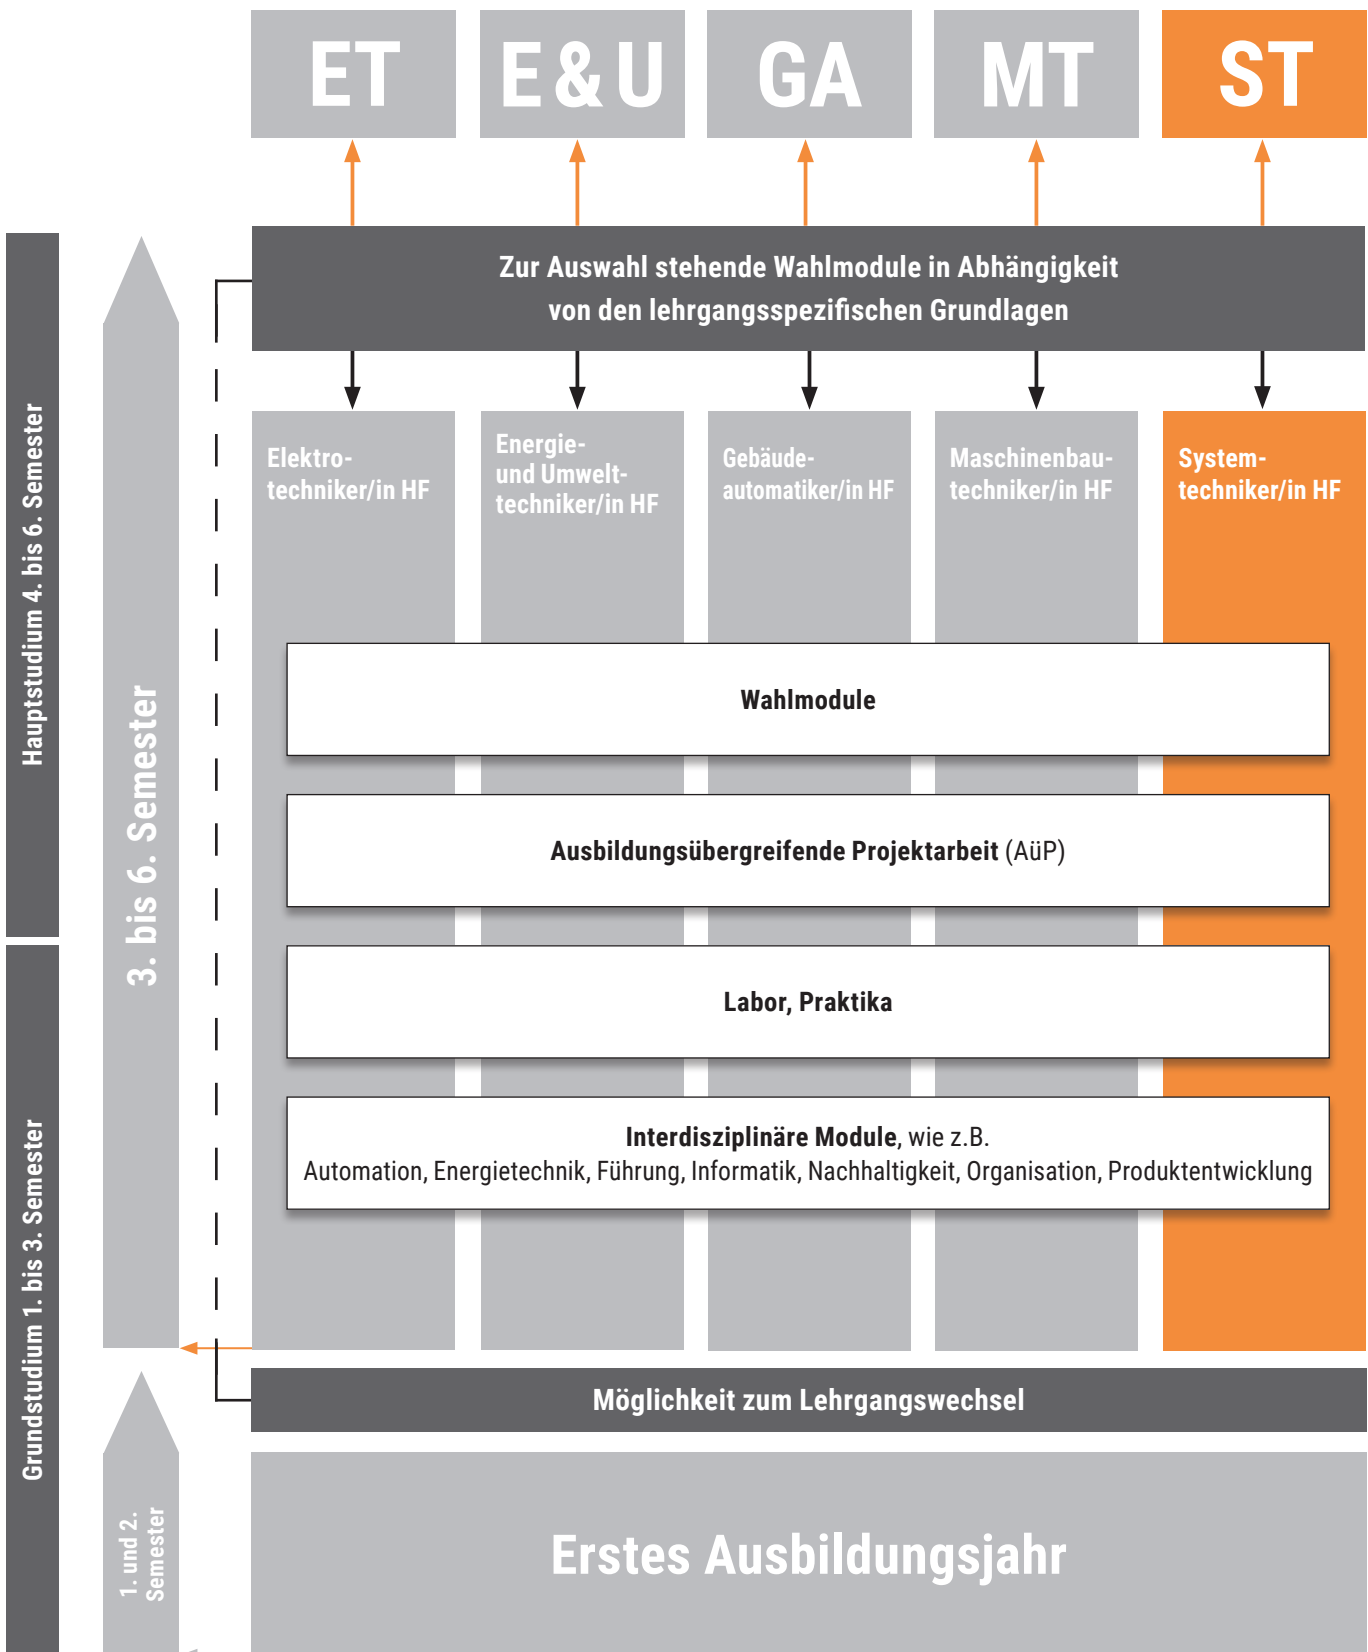 ET
E & U
GA
MT
ST
Zur Auswahl stehende Wahlmodule in Abhängigkeit
von den lehrgangsspezifischen Grundlagen
Elektro-
techniker/in HF
Energie-
und Umwelt-
techniker/in HF
Gebäude-
automatiker/in HF
Maschinenbau-
techniker/in HF
System-
techniker/in HF
Hauptstudium 4. bis 6. Semester
3. bis 6. Semester
Wahlmodule
Ausbildungsübergreifende Projektarbeit (AüP)
Labor, Praktika
Interdisziplinäre Module, wie z.B.
Automation, Energietechnik, Führung, Informatik, Nachhaltigkeit, Organisation, Produktentwicklung
Grundstudium 1. bis 3. Semester
Möglichkeit zum Lehrgangswechsel
1. und 2.
Semester
Erstes Ausbildungsjahr